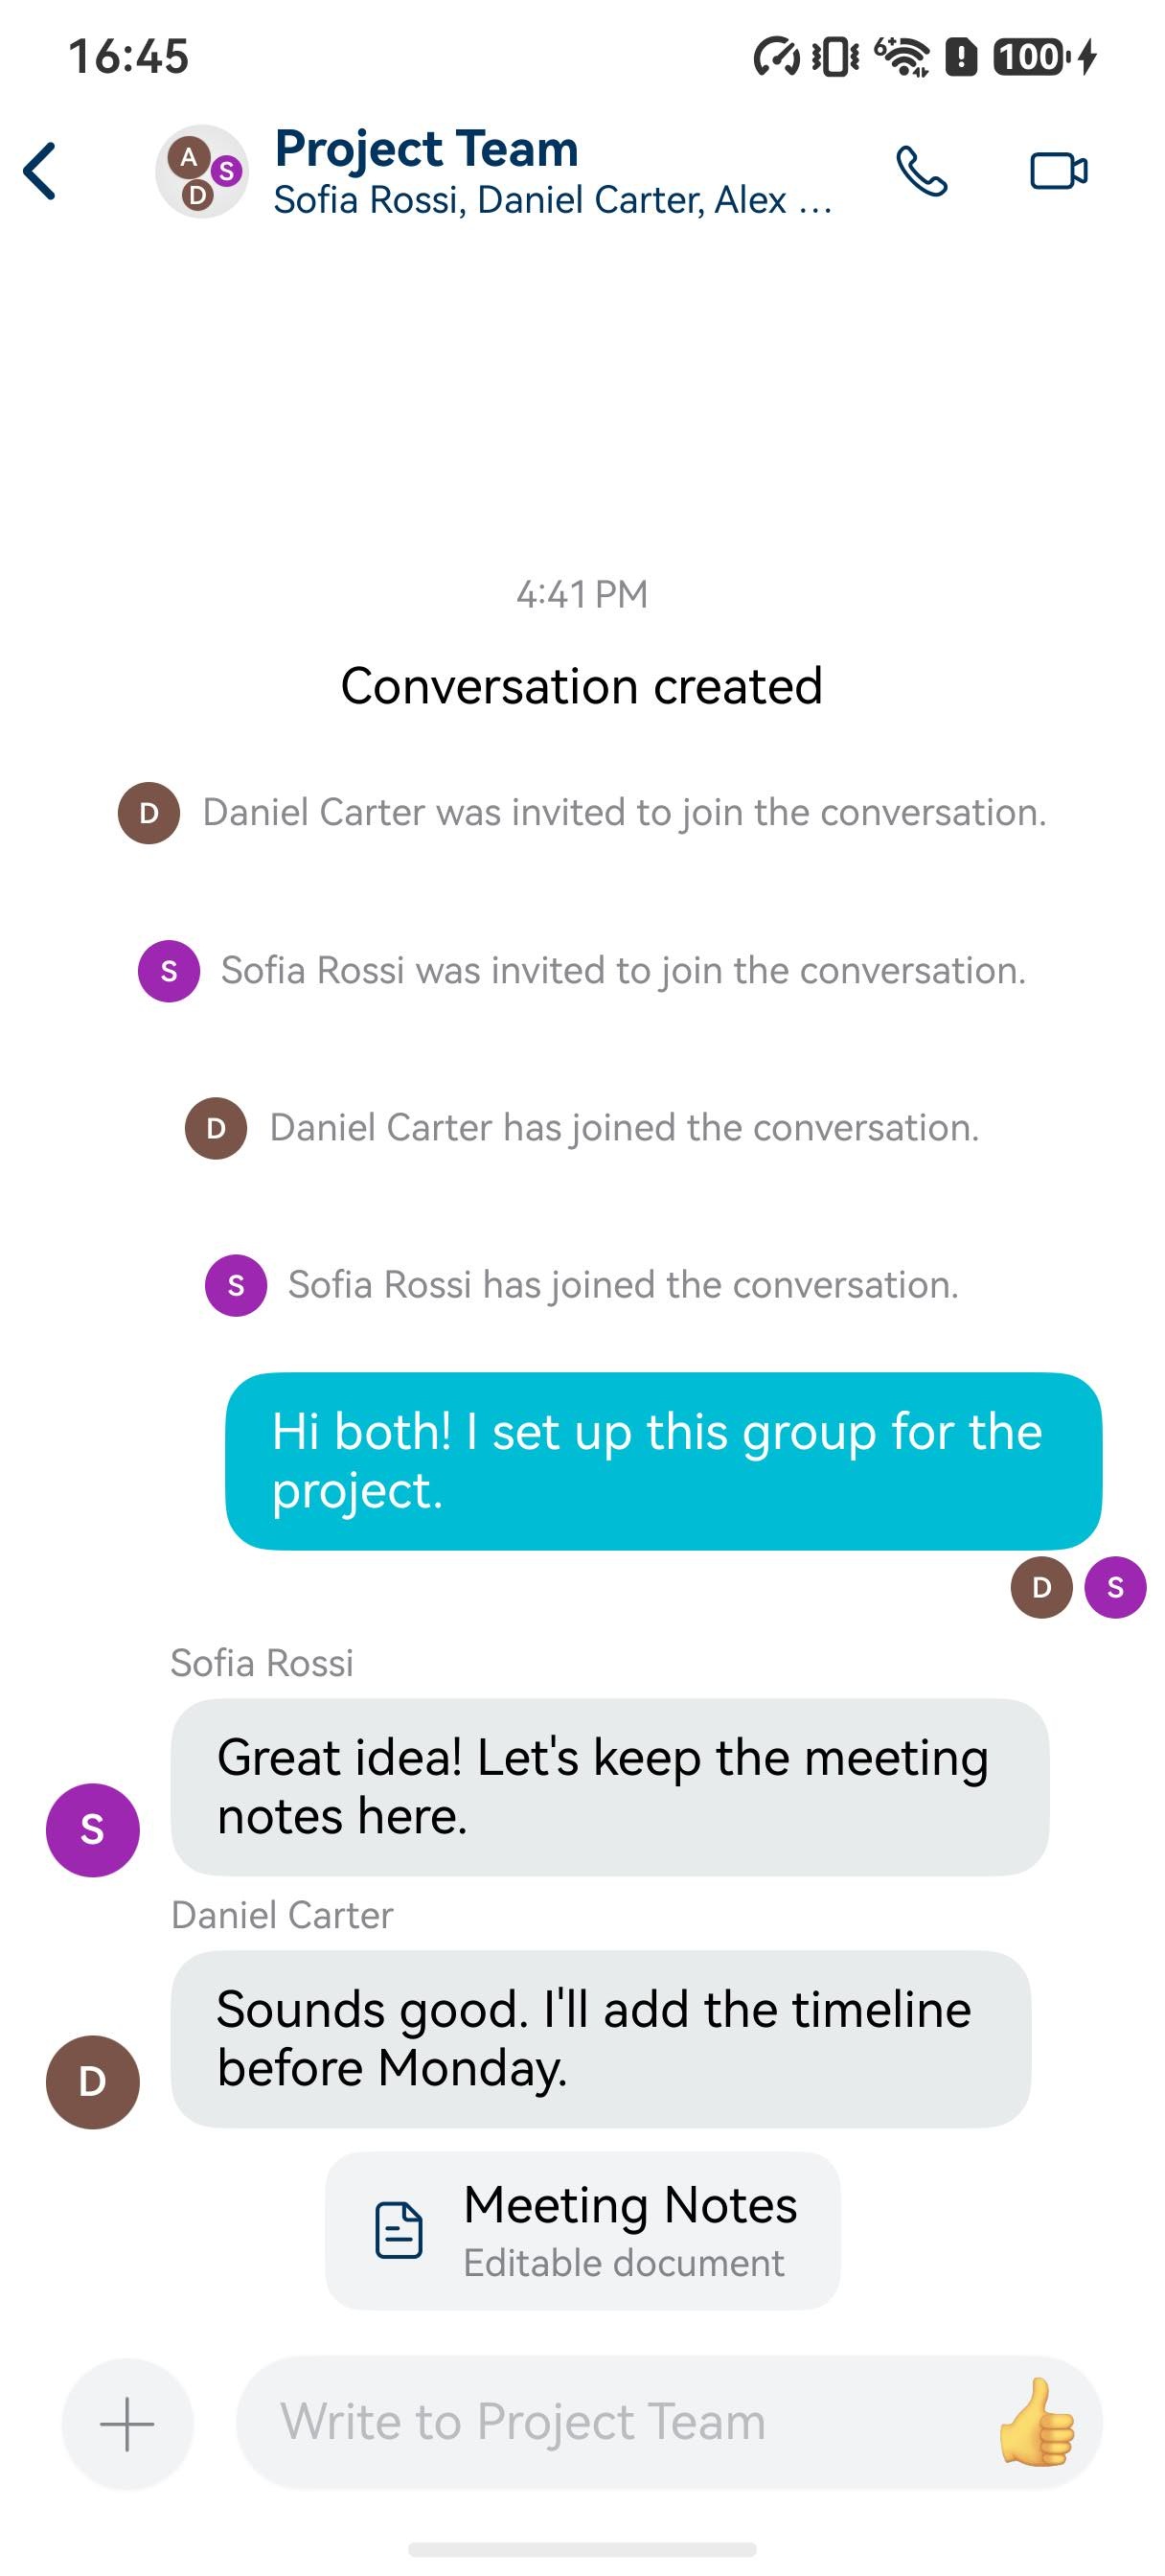 16:45
6+
100
A
S
D
Project Team
Sofia Rossi, Daniel Carter, Alex ...
4:41 PM
Conversation created
D
Daniel Carter was invited to join the conversation.
S
Sofia Rossi was invited to join the conversation.
D
Daniel Carter has joined the conversation.
S
Sofia Rossi has joined the conversation.
Hi both! I set up this group for the
project.
D
S
Sofia Rossi
Great idea! Let's keep the meeting
notes here.
S
Daniel Carter
Sounds good. I'll add the timeline
before Monday.
D
Meeting Notes
Editable document
Write to Project Team